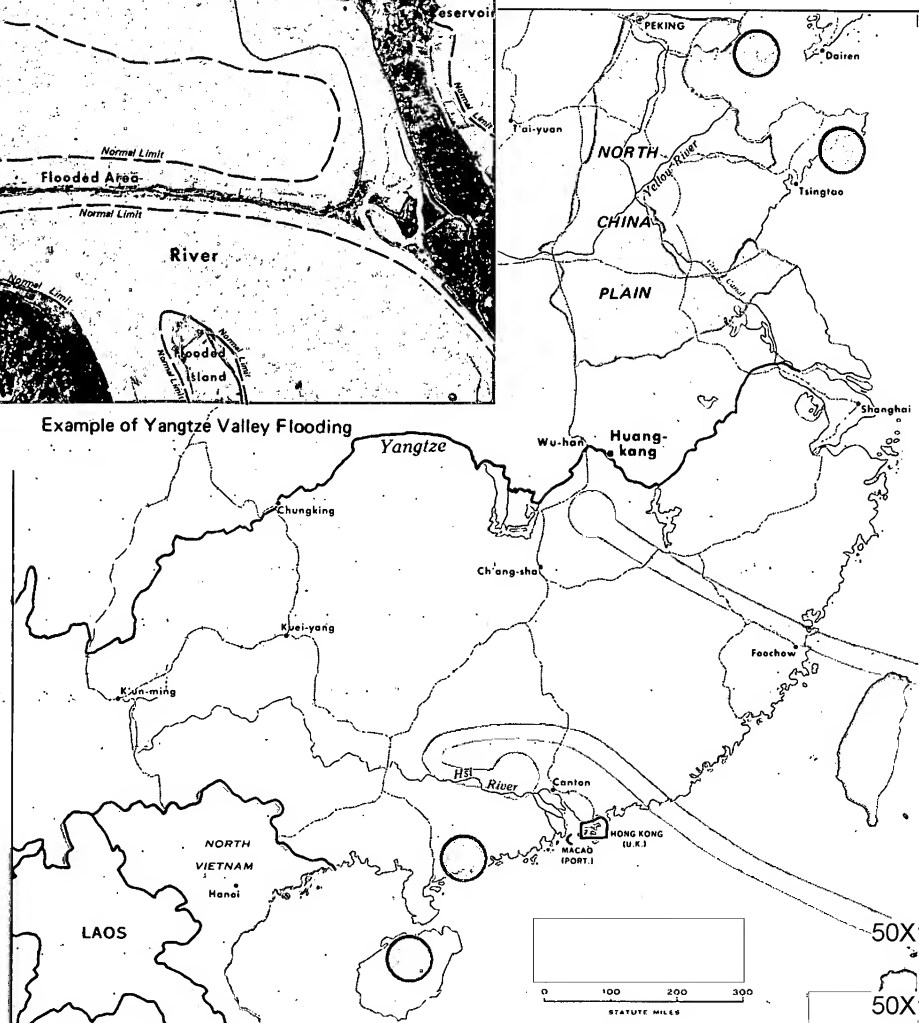 Reservoir
Normal Limit
Normal Limit
Flooded Area
Normal Limit
River
Normal Limit
Flooded
Island
Normal Limit
Normal Limit
Example of Yangtze Valley Flooding
PEKING
Dairen
T'ai-yuan
NORTH
Yellow River
Tsingtao
CHINA
PLAIN
Shanghai
Yangtze
Wu-han
Huang-
kang
Chungking
Ch'ang-sha
Kuei-yang
Foochow
K'un-ming
Hsi
River
Canton
HONG KONG
(U.K.)
MACAO
(PORT.)
NORTH
VIETNAM
Hanoi
LAOS
50X
0 100 200 300
STATUTE MILES
50X